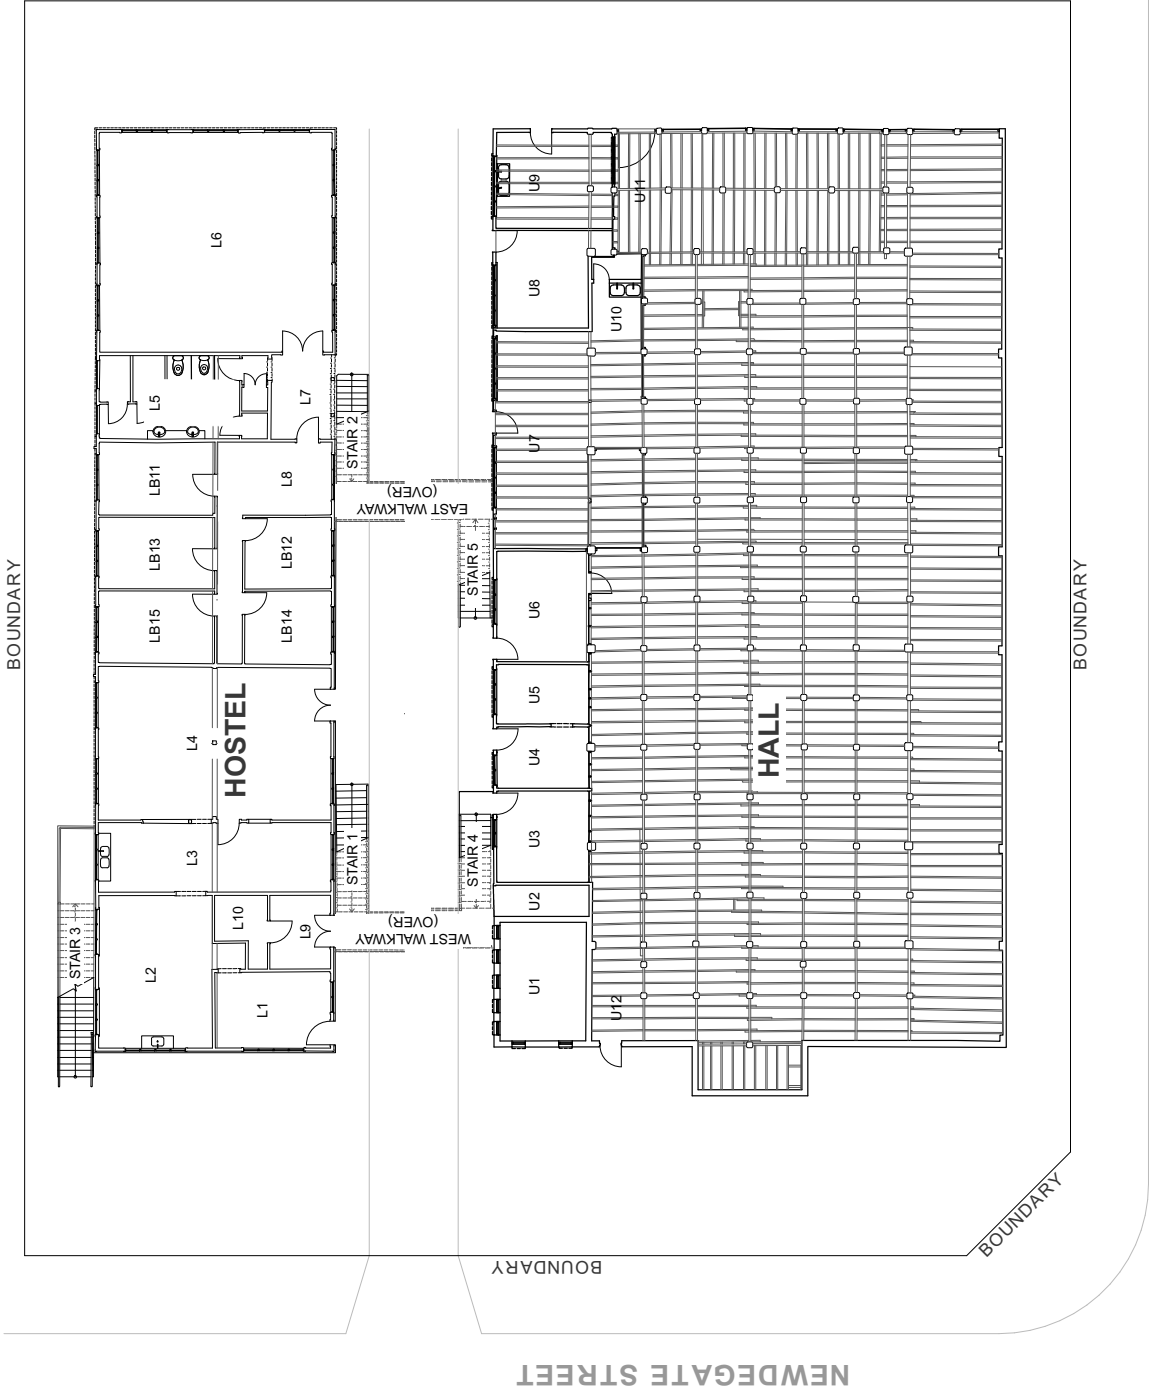 BOUNDARY
L6
L5
L7
STAIR 2
LB11
L8
EAST WALKWAY
(OVER)
LB13
LB12
LB15
LB14
L4
HOSTEL
L3
STAIR 1
STAIR 3
L10
L9
WEST WALKWAY
(OVER)
L2
L1
U9
U11
U8
U10
U7
STAIR 5
U6
U5
U4
HALL
STAIR 4
U3
U2
U1
U12
BOUNDARY
BOUNDARY
BOUNDARY
NEWDEGATE STREET